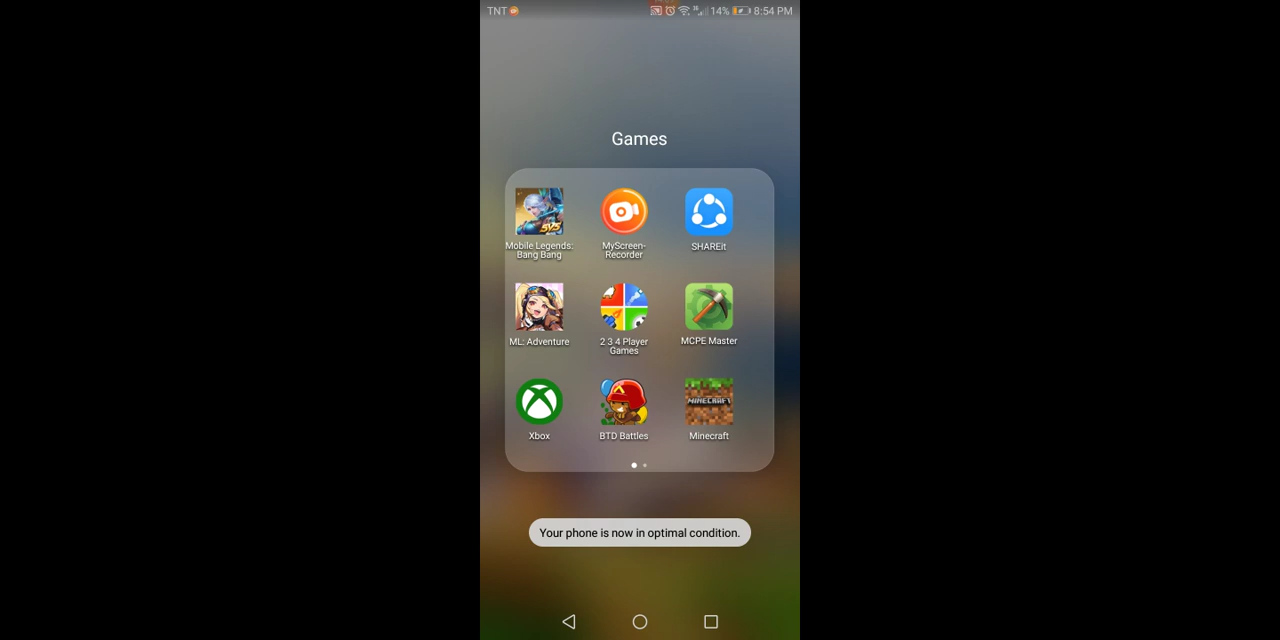 TNT
14% 8:54 PM
Games
Mobile Legends:
Bang Bang
MyScreen-
Recorder
SHAREit
ML: Adventure
2 3 4 Player
Games
MCPE Master
Xbox
BTD Battles
MINECRAFT
Minecraft
Your phone is now in optimal condition.